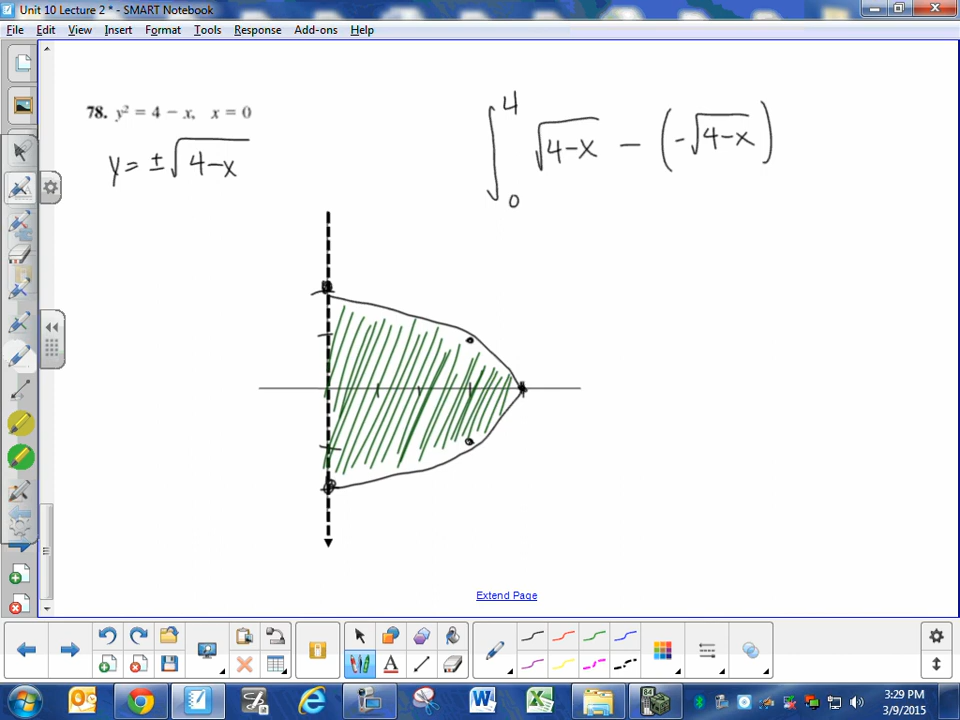 Unit 10 Lecture 2 * - SMART Notebook
File Edit View Insert Format Tools Response Add-ons Help
78. y² = 4 − x, x = 0
y = ±√4−x
∫₀⁴ √4−x − (−√4−x)
Extend Page
A
W
84
3:29 PM
3/9/2015